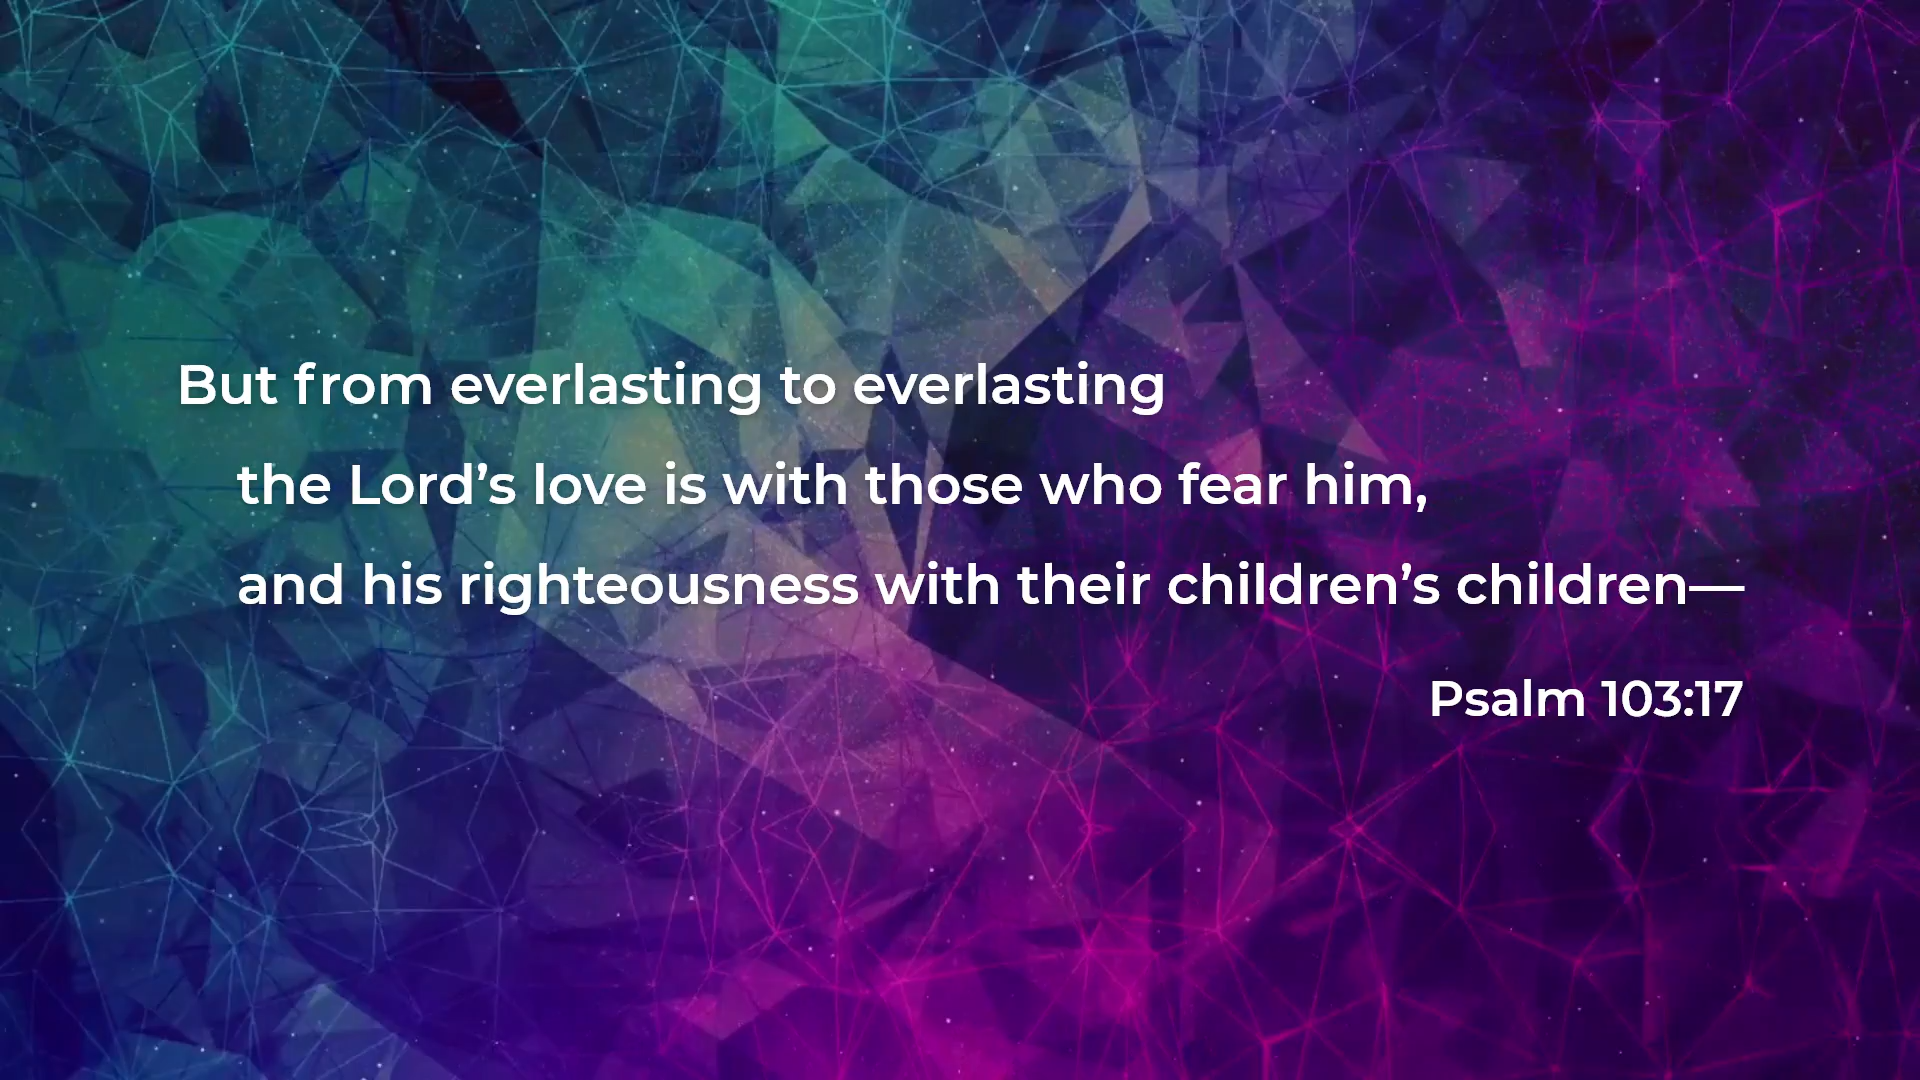 But from everlasting to everlasting
the Lord’s love is with those who fear him,
and his righteousness with their children’s children—
Psalm 103:17